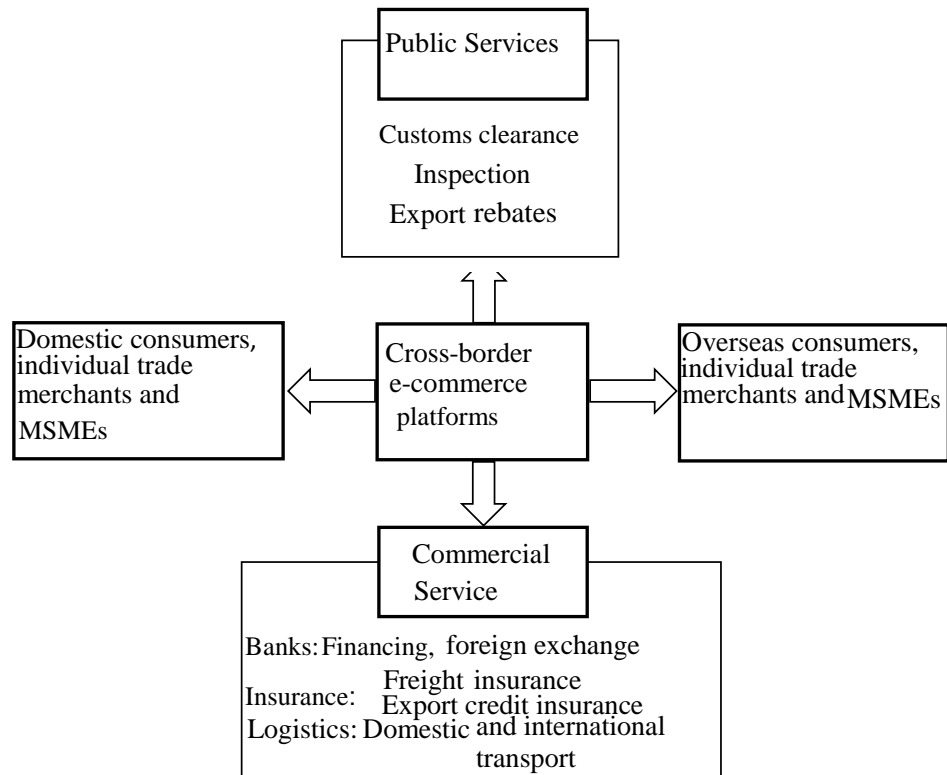 Public Services
Customs clearance
Inspection
Export rebates
Domestic consumers,
individual trade
merchants and
MSMEs
Cross-border
e-commerce
platforms
Overseas consumers,
individual trade
merchants and MSMEs
Commercial
Service
Banks: Financing, foreign exchange
Insurance: Freight insurance
Export credit insurance
Logistics: Domestic and international
transport